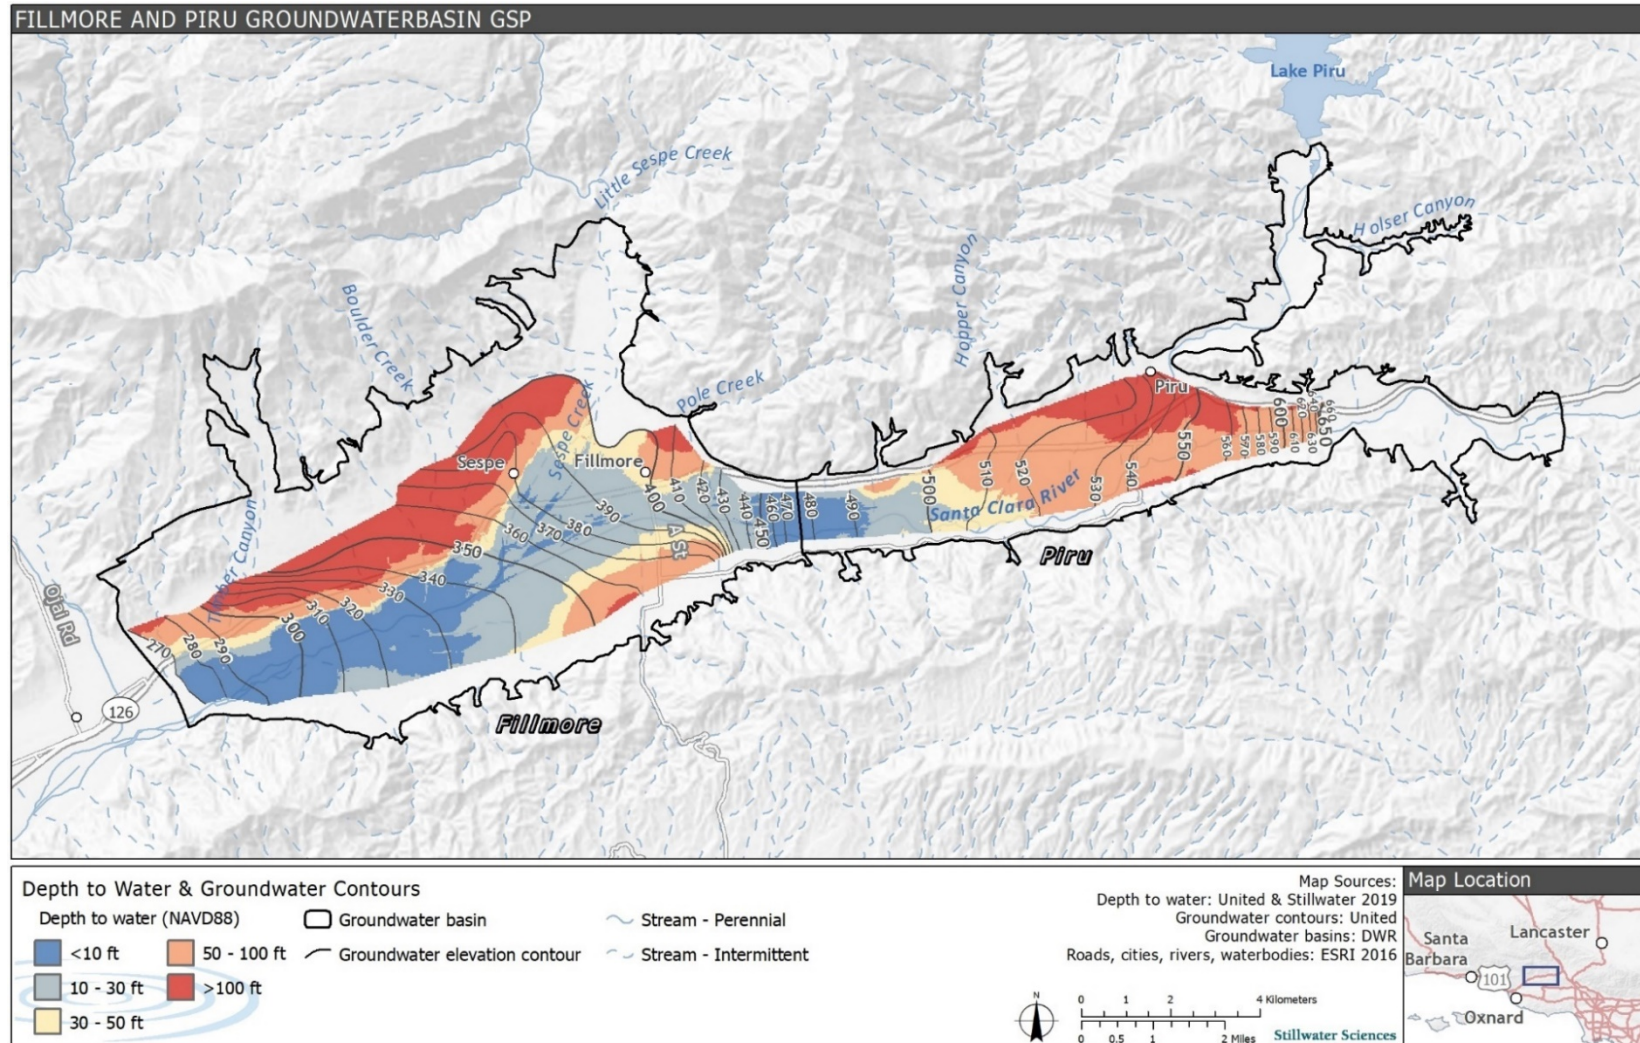 FILLMORE AND PIRU GROUNDWATERBASIN GSP
Lake Piru
Little Sespe Creek
Holser Canyon
Hopper Canyon
Boulder Creek
Pole Creek
Piru
Sespe Creek
Sespe
Fillmore
Timber Canyon
Ojai Rd
A St
Santa Clara River
Piru
Fillmore
126
270
280
290
300
310
320
330
340
350
360
370
380
390
400
410
420
430
440
450
460
470
480
490
500
510
520
530
540
550
560
570
580
590
600
610
620
630
640
650
660
Depth to Water & Groundwater Contours
Depth to water (NAVD88)
<10 ft
10 - 30 ft
30 - 50 ft
50 - 100 ft
>100 ft
Groundwater basin
Groundwater elevation contour
Stream - Perennial
Stream - Intermittent
Map Sources:
Depth to water: United & Stillwater 2019
Groundwater contours: United
Groundwater basins: DWR
Roads, cities, rivers, waterbodies: ESRI 2016
N
0 1 2 4 Kilometers
0 0.5 1 2 Miles
Stillwater Sciences
Map Location
Lancaster
Santa
Barbara
101
Oxnard